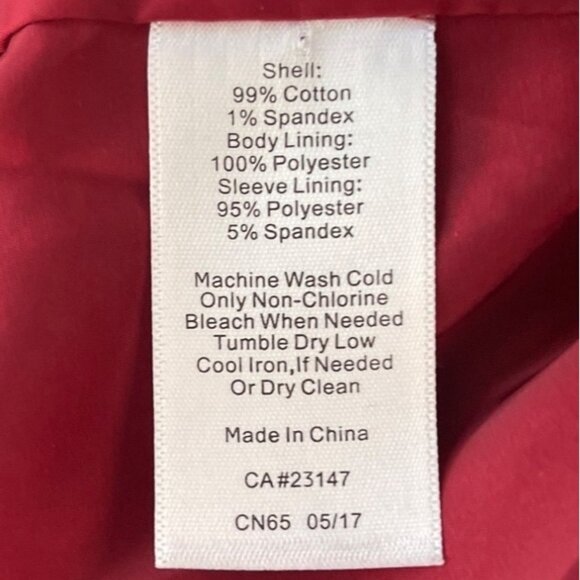 Shell:
99% Cotton
1% Spandex
Body Lining:
100% Polyester
Sleeve Lining:
95% Polyester
5% Spandex
Machine Wash Cold
Only Non-Chlorine
Bleach When Needed
Tumble Dry Low
Cool Iron,If Needed
Or Dry Clean
Made In China
CA#23147
CN65 05/17